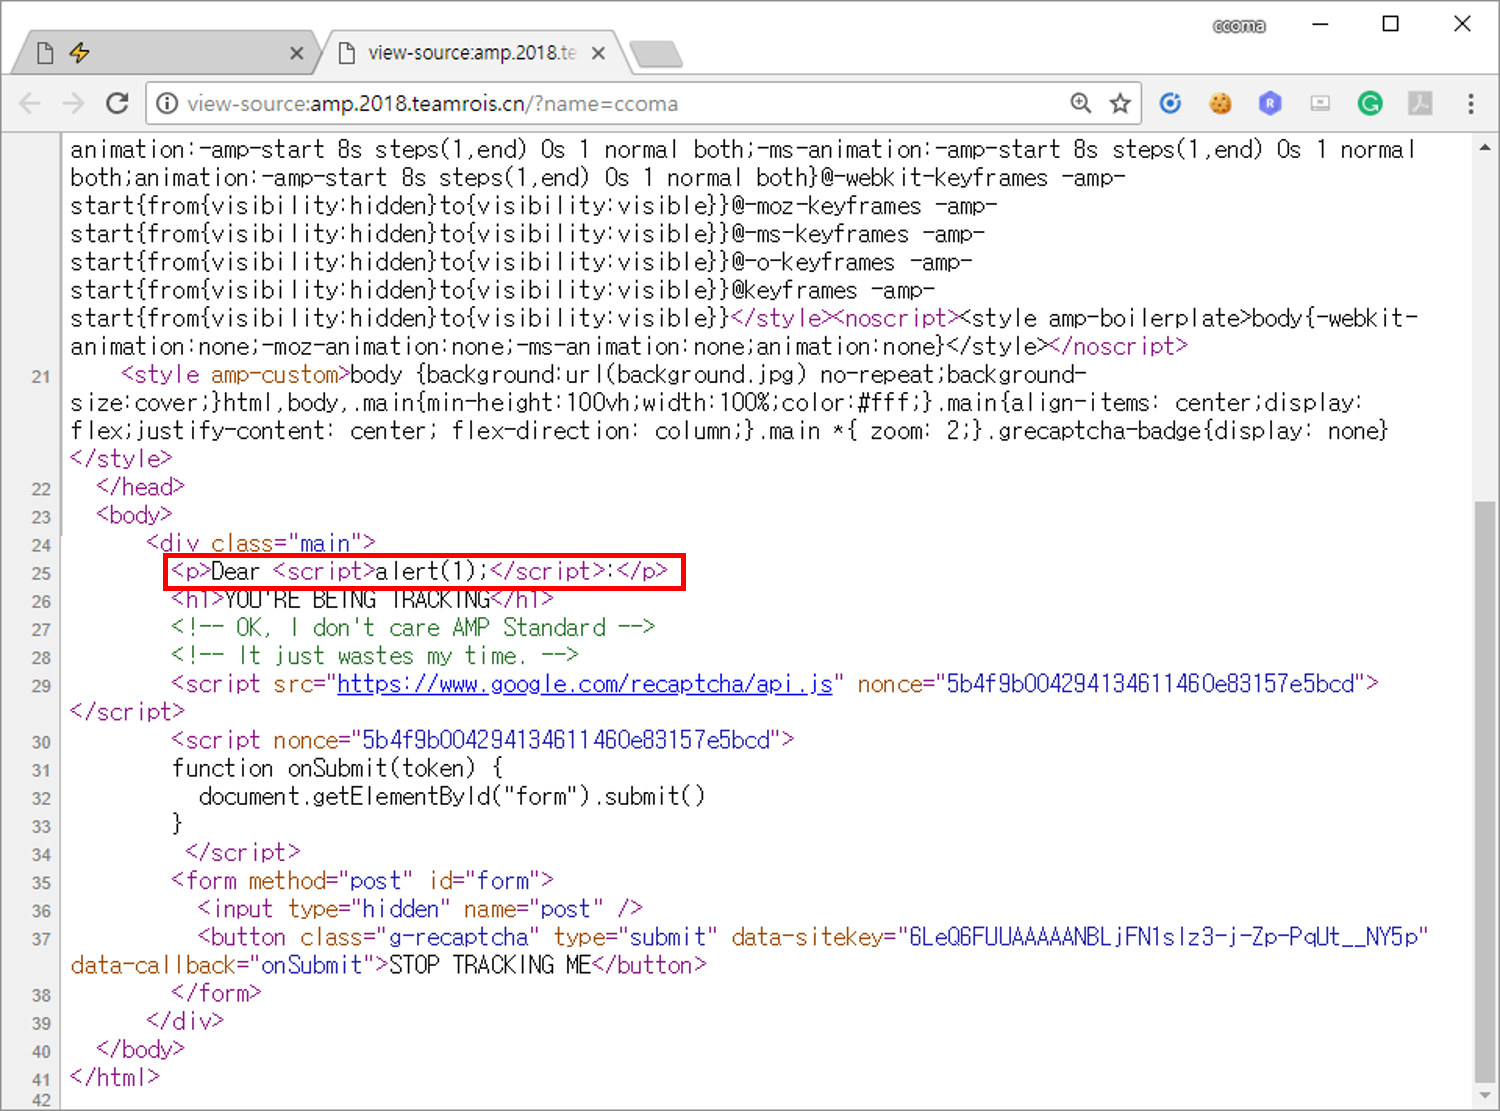 ccoma
view-source:amp.2018.te
view-source:amp.2018.teamrois.cn/?name=ccoma
animation:-amp-start 8s steps(1,end) 0s 1 normal both;-ms-animation:-amp-start 8s steps(1,end) 0s 1 normal
both;animation:-amp-start 8s steps(1,end) 0s 1 normal both}@-webkit-keyframes -amp-
start{from{visibility:hidden}to{visibility:visible}}@-moz-keyframes -amp-
start{from{visibility:hidden}to{visibility:visible}}@-ms-keyframes -amp-
start{from{visibility:hidden}to{visibility:visible}}@-o-keyframes -amp-
start{from{visibility:hidden}to{visibility:visible}}@keyframes -amp-
start{from{visibility:hidden}to{visibility:visible}}</style><noscript><style amp-boilerplate>body{-webkit-
animation:none;-moz-animation:none;-ms-animation:none;animation:none}</style></noscript>
21 <style amp-custom>body {background:url(background.jpg) no-repeat;background-
size:cover;}html,body,.main{min-height:100vh;width:100%;color:#fff;}.main{align-items: center;display:
flex;justify-content: center; flex-direction: column;}.main *{ zoom: 2;}.grecaptcha-badge{display: none}
</style>
22 </head>
23 <body>
24 <div class="main">
25 <p>Dear <script>alert(1);</script>:</p>
26 <h1>YOU'RE BEING TRACKING</h1>
27 <!-- OK, I don't care AMP Standard -->
28 <!-- It just wastes my time. -->
29 <script src="https://www.google.com/recaptcha/api.js" nonce="5b4f9b004294134611460e83157e5bcd">
</script>
30 <script nonce="5b4f9b004294134611460e83157e5bcd">
31 function onSubmit(token) {
32 document.getElementById("form").submit()
33 }
34 </script>
35 <form method="post" id="form">
36 <input type="hidden" name="post" />
37 <button class="g-recaptcha" type="submit" data-sitekey="6LeQ6FUUAAAAANBLjFN1sIz3-j-Zp-PqUt__NY5p"
data-callback="onSubmit">STOP TRACKING ME</button>
38 </form>
39 </div>
40 </body>
41 </html>
42